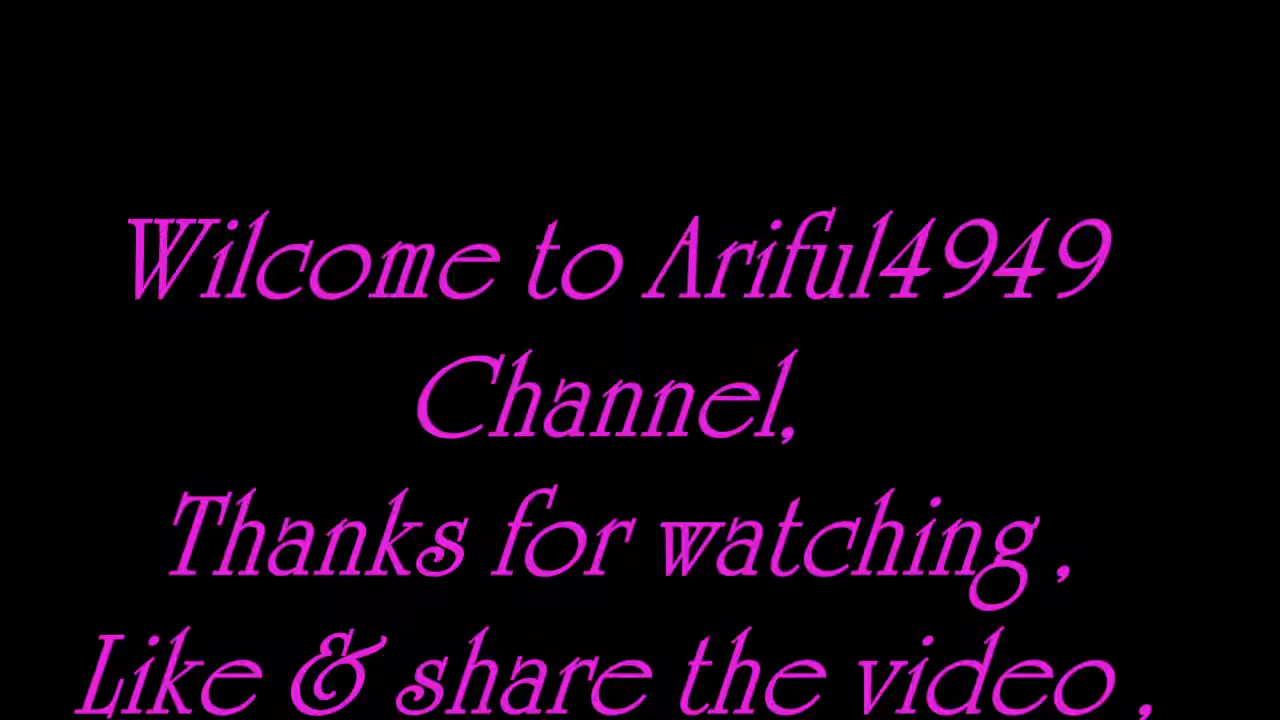 Wilcome to Ariful4949
Channel,
Thanks for watching ,
Like & share the video ,